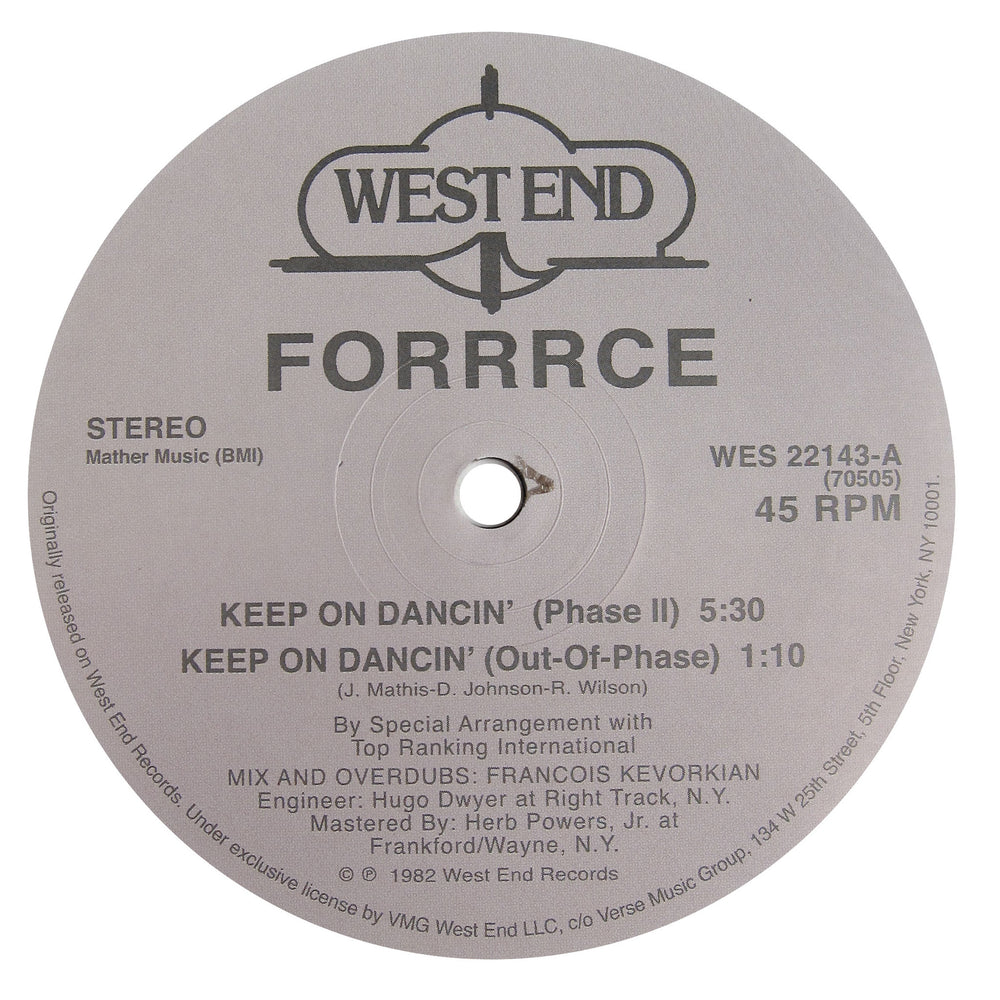 WEST END
FORRRCE
STEREO
Mather Music (BMI)
WES 22143-A
(70505)
45 RPM
KEEP ON DANCIN' (Phase II) 5:30
KEEP ON DANCIN' (Out-Of-Phase) 1:10
(J. Mathis-D. Johnson-R. Wilson)
By Special Arrangement with
Top Ranking International
MIX AND OVERDUBS: FRANCOIS KEVORKIAN
Engineer: Hugo Dwyer at Right Track, N.Y.
Mastered By: Herb Powers, Jr. at
Frankford/Wayne, N.Y.
© ℗ 1982 West End Records
Originally released on West End Records. Under exclusive license by VMG West End LLC, c/o Verse Music Group, 134 W 25th Street, 5th Floor, New York, NY 10001.